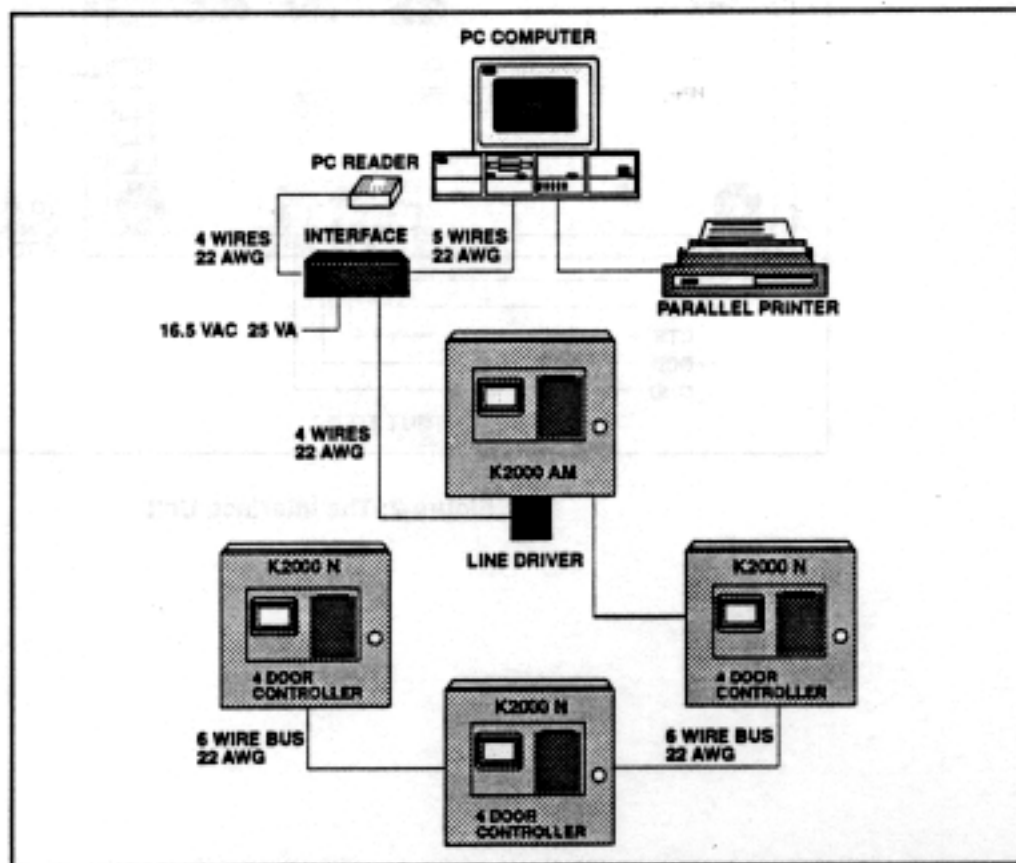 PC COMPUTER
PC READER
4 WIRES
22 AWG
INTERFACE
5 WIRES
22 AWG
PARALLEL PRINTER
16.5 VAC 25 VA
4 WIRES
22 AWG
K2000 AM
LINE DRIVER
K2000 N
4 DOOR
CONTROLLER
K2000 N
4 DOOR
CONTROLLER
6 WIRE BUS
22 AWG
K2000 N
4 DOOR
CONTROLLER
6 WIRE BUS
22 AWG